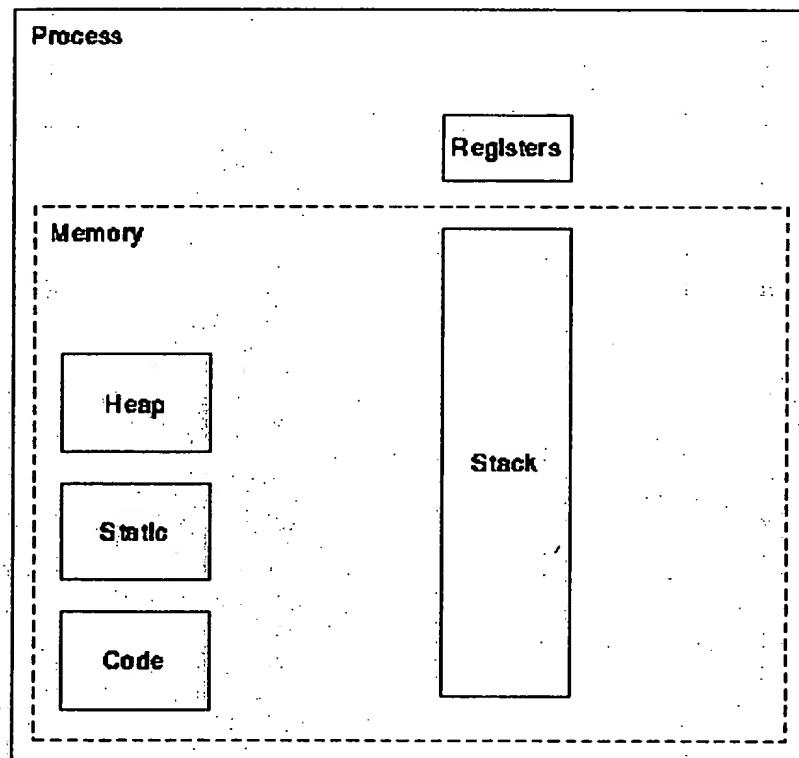 Process
Registers
Memory
Heap
Stack
Static
Code